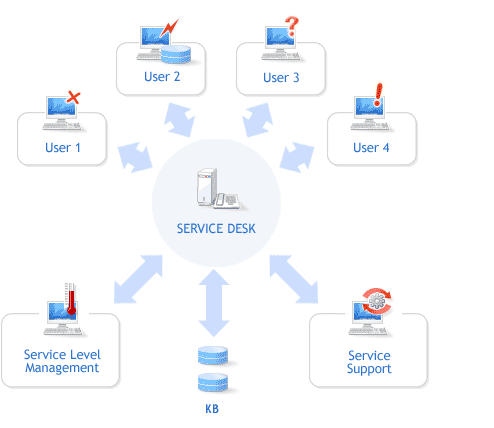 User 2
User 3
User 1
User 4
SERVICE DESK
Service Level
Management
Service
Support
KB